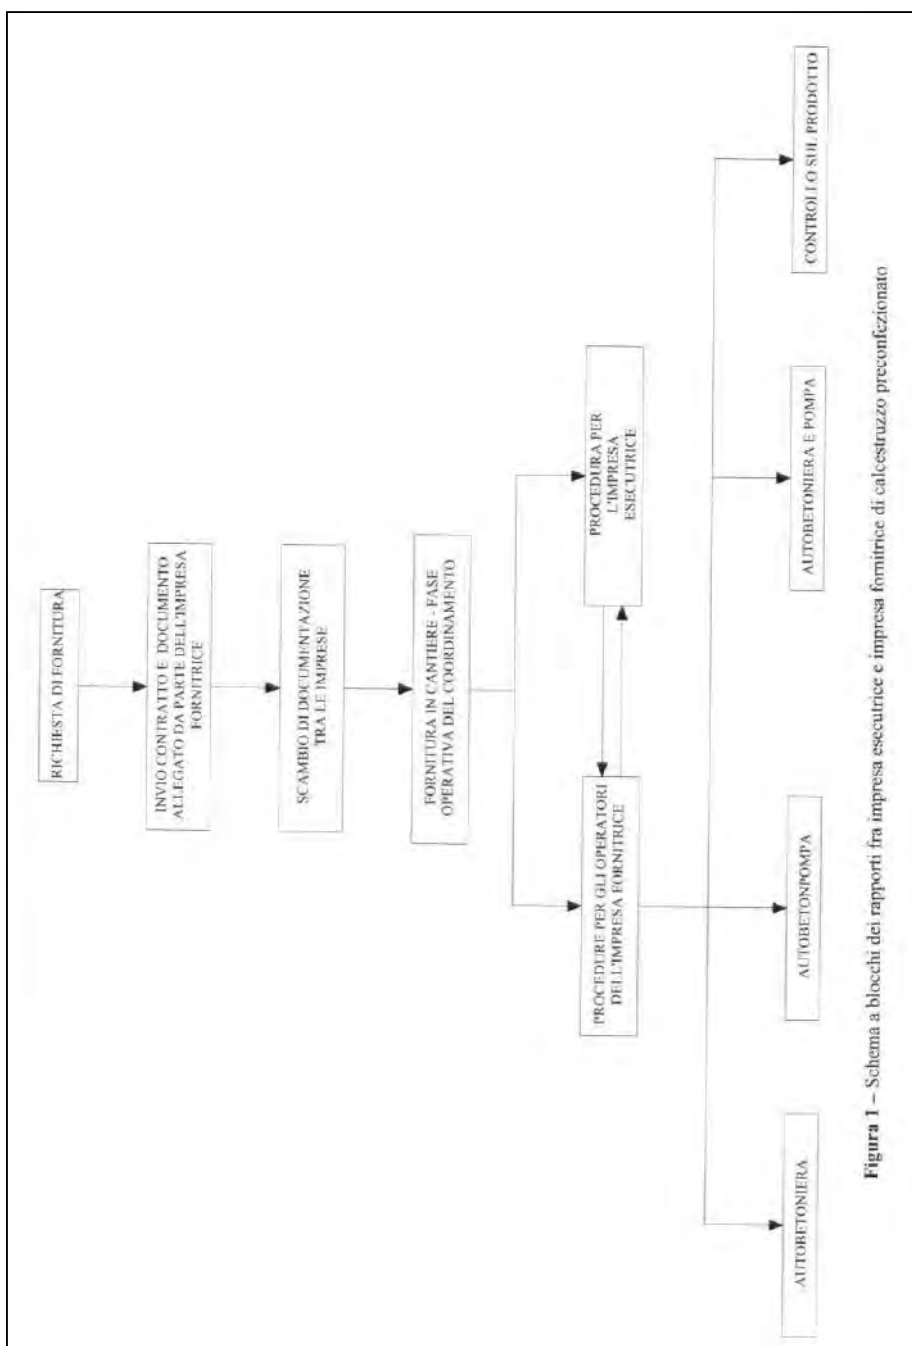 RICHIESTA DI FORNITURA
INVIO CONTRATTO E DOCUMENTO
ALLEGATO DA PARTE DELL'IMPRESA
FORNITRICE
SCAMBIO DI DOCUMENTAZIONE
TRA LE IMPRESE
FORNITURA IN CANTIERE - FASE
OPERATIVA DEL COORDINAMENTO
PROCEDURE PER GLI OPERATORI
DELL'IMPRESA FORNITRICE
PROCEDURA PER
L'IMPRESA
ESECUTRICE
AUTOBETONIERA
AUTOBETONPOMPA
AUTOBETONIERA E POMPA
CONTROLLO SUL PRODOTTO
Figura 1 – Schema a blocchi dei rapporti fra impresa esecutrice e impresa fornitrice di calcestruzzo preconfezionato